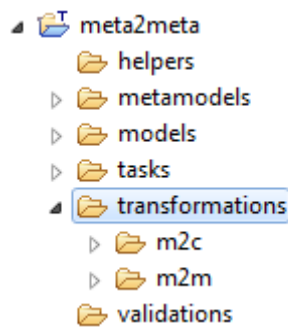 T
meta2meta
helpers
metamodels
models
tasks
transformations
m2c
m2m
validations